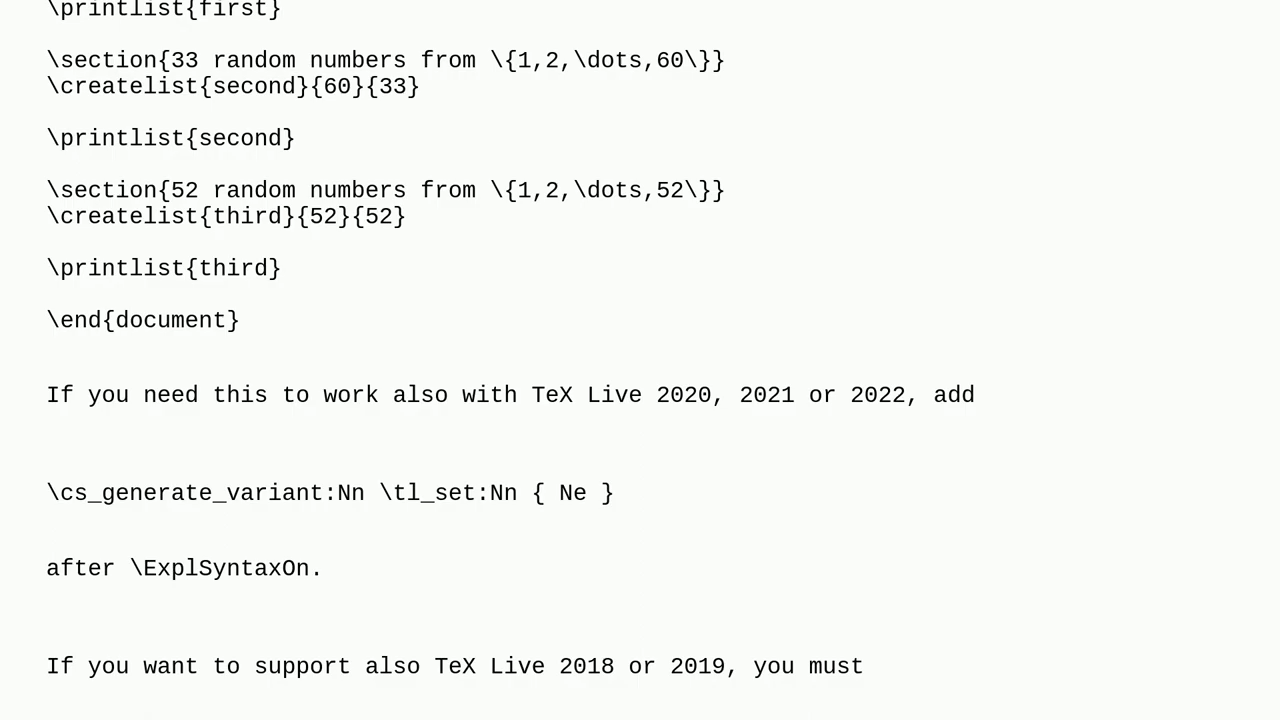 \printlist{first}
\section{33 random numbers from \{1,2,\dots,60\}}
\createlist{second}{60}{33}
\printlist{second}
\section{52 random numbers from \{1,2,\dots,52\}}
\createlist{third}{52}{52}
\printlist{third}
\end{document}
If you need this to work also with TeX Live 2020, 2021 or 2022, add
\cs_generate_variant:Nn \tl_set:Nn { Ne }
after \ExplSyntaxOn.
If you want to support also TeX Live 2018 or 2019, you must